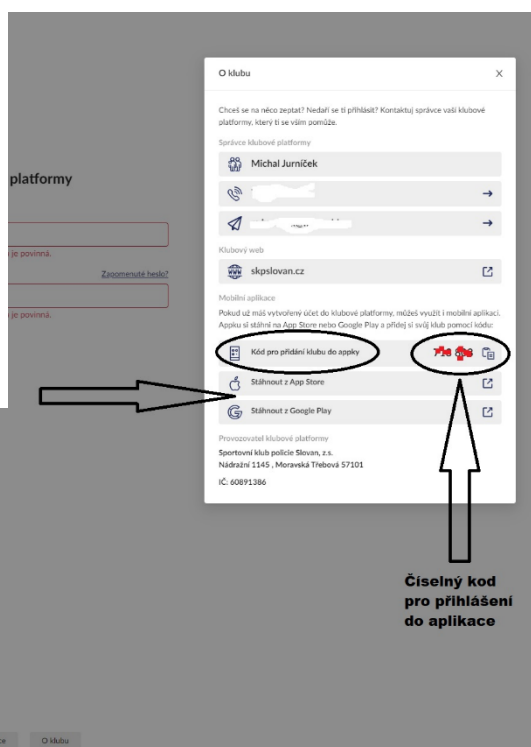 O klubu
Chceš se na něco zeptat? Nedaří se ti přihlásit? Kontaktuj správce vaší klubové
platformy, který ti se vším pomůže.
Správce klubové platformy
Michal Jurníček
Klubový web
skpslovan.cz
Mobilní aplikace
Pokud už máš vytvořený účet do klubové platformy, můžeš využít i mobilní aplikaci.
Appku si stáhni na App Store nebo Google Play a přidej si svůj klub pomocí kódu:
Kód pro přidání klubu do appky
Stáhnout z App Store
Stáhnout z Google Play
Provozovatel klubové platformy
Sportovní klub policie Slovan, z.s.
Nádražní 1145 , Moravská Třebová 57101
IČ: 60891386
platformy
je povinná.
Zapomenuté heslo?
je povinná.
Číselný kod
pro přihlášení
do aplikace
ce
O klubu